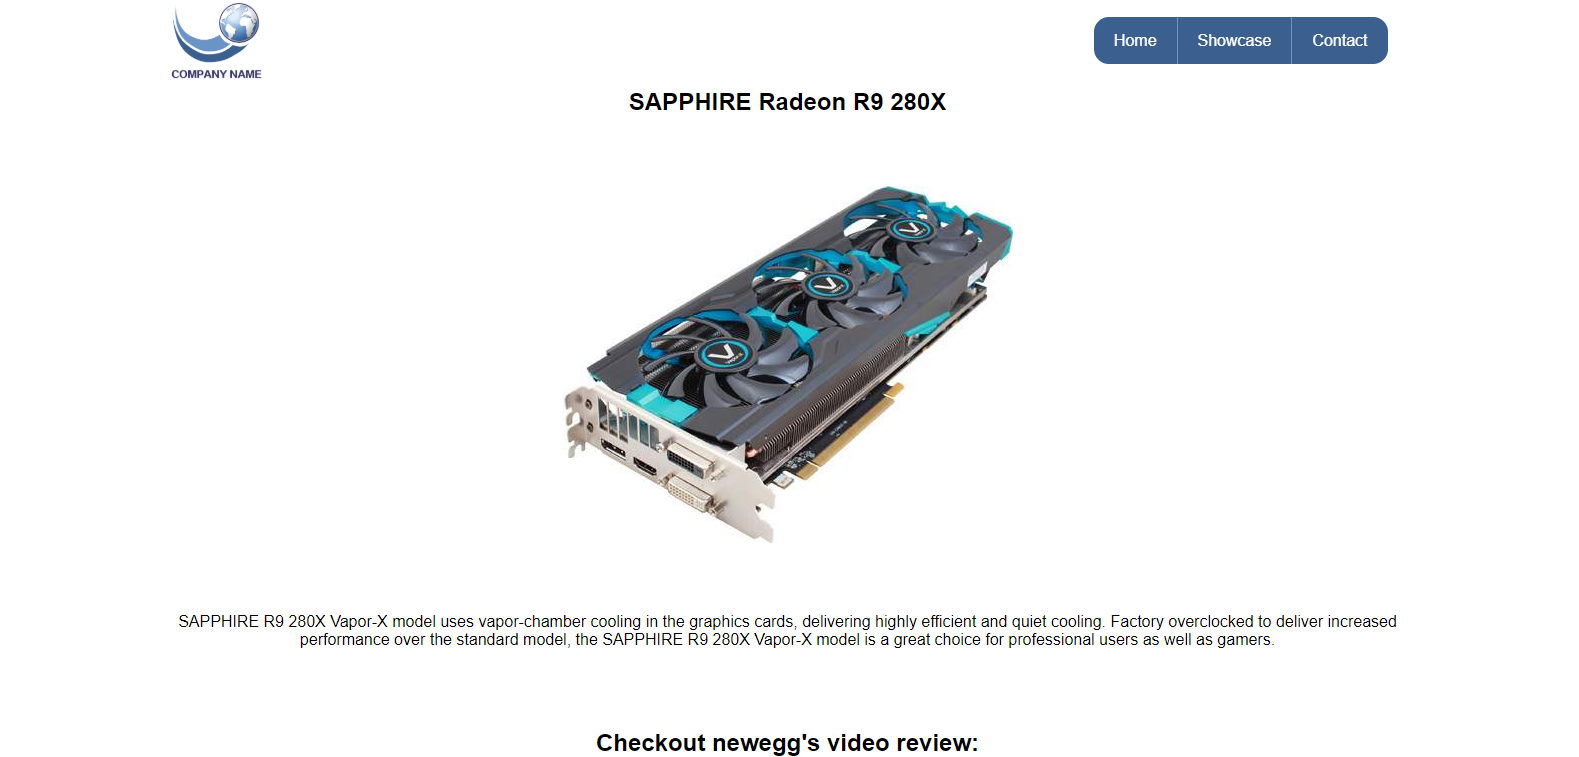 COMPANY NAME
Home
Showcase
Contact
SAPPHIRE Radeon R9 280X
V
V
V
SAPPHIRE R9 280X Vapor-X model uses vapor-chamber cooling in the graphics cards, delivering highly efficient and quiet cooling. Factory overclocked to deliver increased
performance over the standard model, the SAPPHIRE R9 280X Vapor-X model is a great choice for professional users as well as gamers.
Checkout newegg's video review: